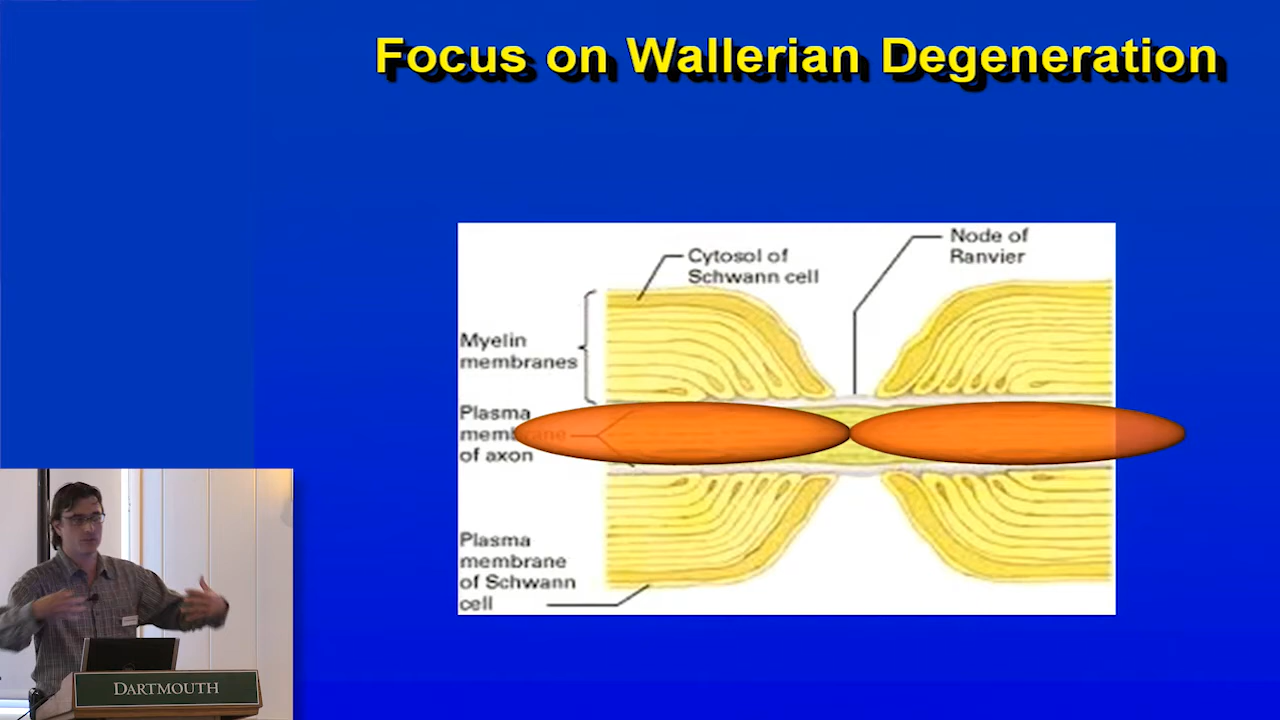 Focus on Wallerian Degeneration
Cytosol of
Schwann cell
Node of
Ranvier
Myelin
membranes
Plasma
membrane
of axon
Plasma
membrane
of Schwann
cell
DARTMOUTH